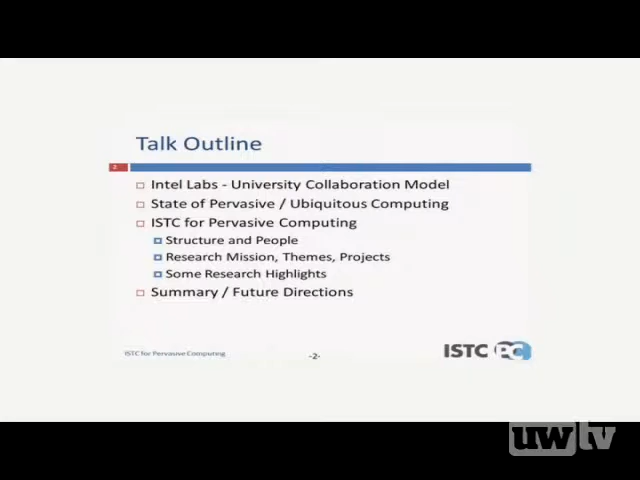 Talk Outline
2
Intel Labs - University Collaboration Model
State of Pervasive / Ubiquitous Computing
ISTC for Pervasive Computing
Structure and People
Research Mission, Themes, Projects
Some Research Highlights
Summary / Future Directions
ISTC for Pervasive Computing
-2-
ISTC PC
uwtv